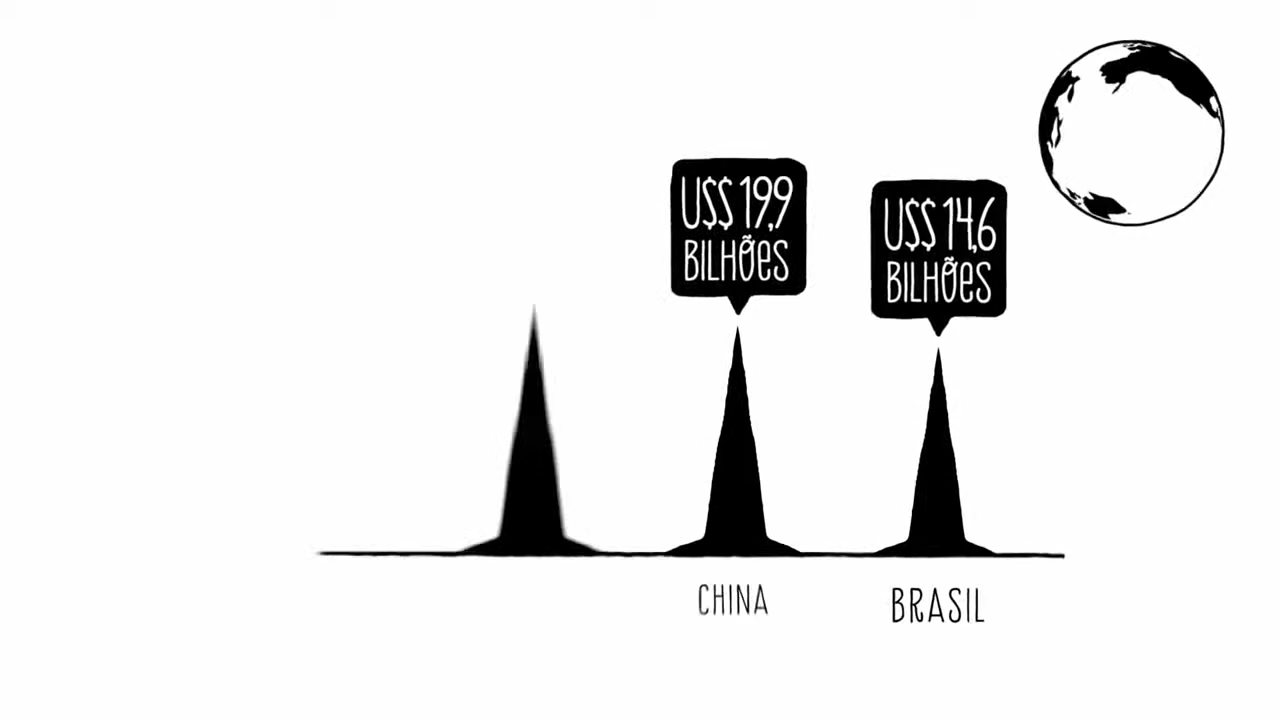 U$$ 19,9
BILHÕES
U$$ 14,6
BILHÕES
CHINA
BRASIL